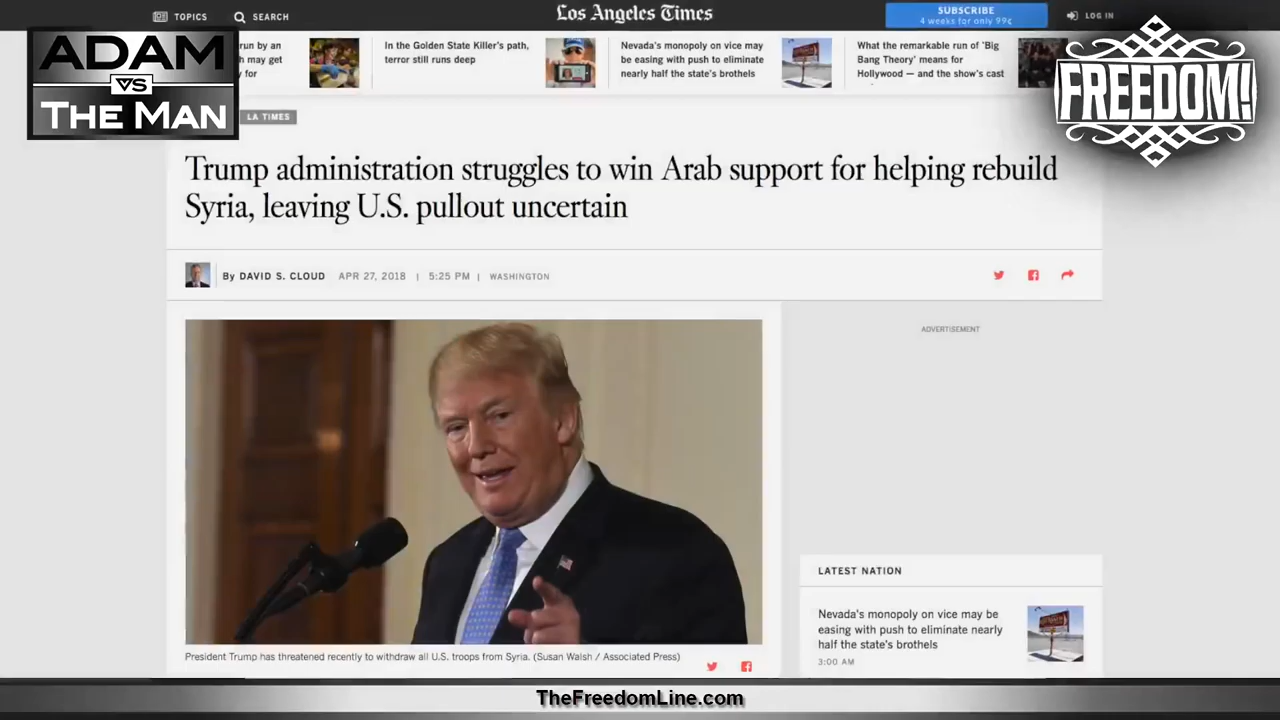 TOPICS
SEARCH
Los Angeles Times
SUBSCRIBE
4 weeks for only 99¢
LOG IN
ADAM
VS
THE MAN
run by an
h may get
y for
In the Golden State Killer's path,
terror still runs deep
Nevada's monopoly on vice may
be easing with push to eliminate
nearly half the state's brothels
What the remarkable run of 'Big
Bang Theory' means for
Hollywood — and the show's cast
FREEDOM!
LA TIMES
Trump administration struggles to win Arab support for helping rebuild
Syria, leaving U.S. pullout uncertain
By DAVID S. CLOUD APR 27, 2018 | 5:25 PM | WASHINGTON
ADVERTISEMENT
President Trump has threatened recently to withdraw all U.S. troops from Syria. (Susan Walsh / Associated Press)
LATEST NATION
Nevada's monopoly on vice may be
easing with push to eliminate nearly
half the state's brothels
3:00 AM
TheFreedomLine.com